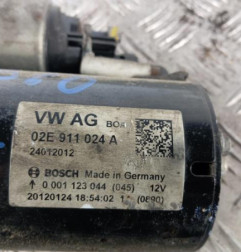 VW AG
02E 911 024 A
24012012
BOSCH Made in Germany
0 001 123 044 (045) 12V
20120124 18:54:02 (0E90)